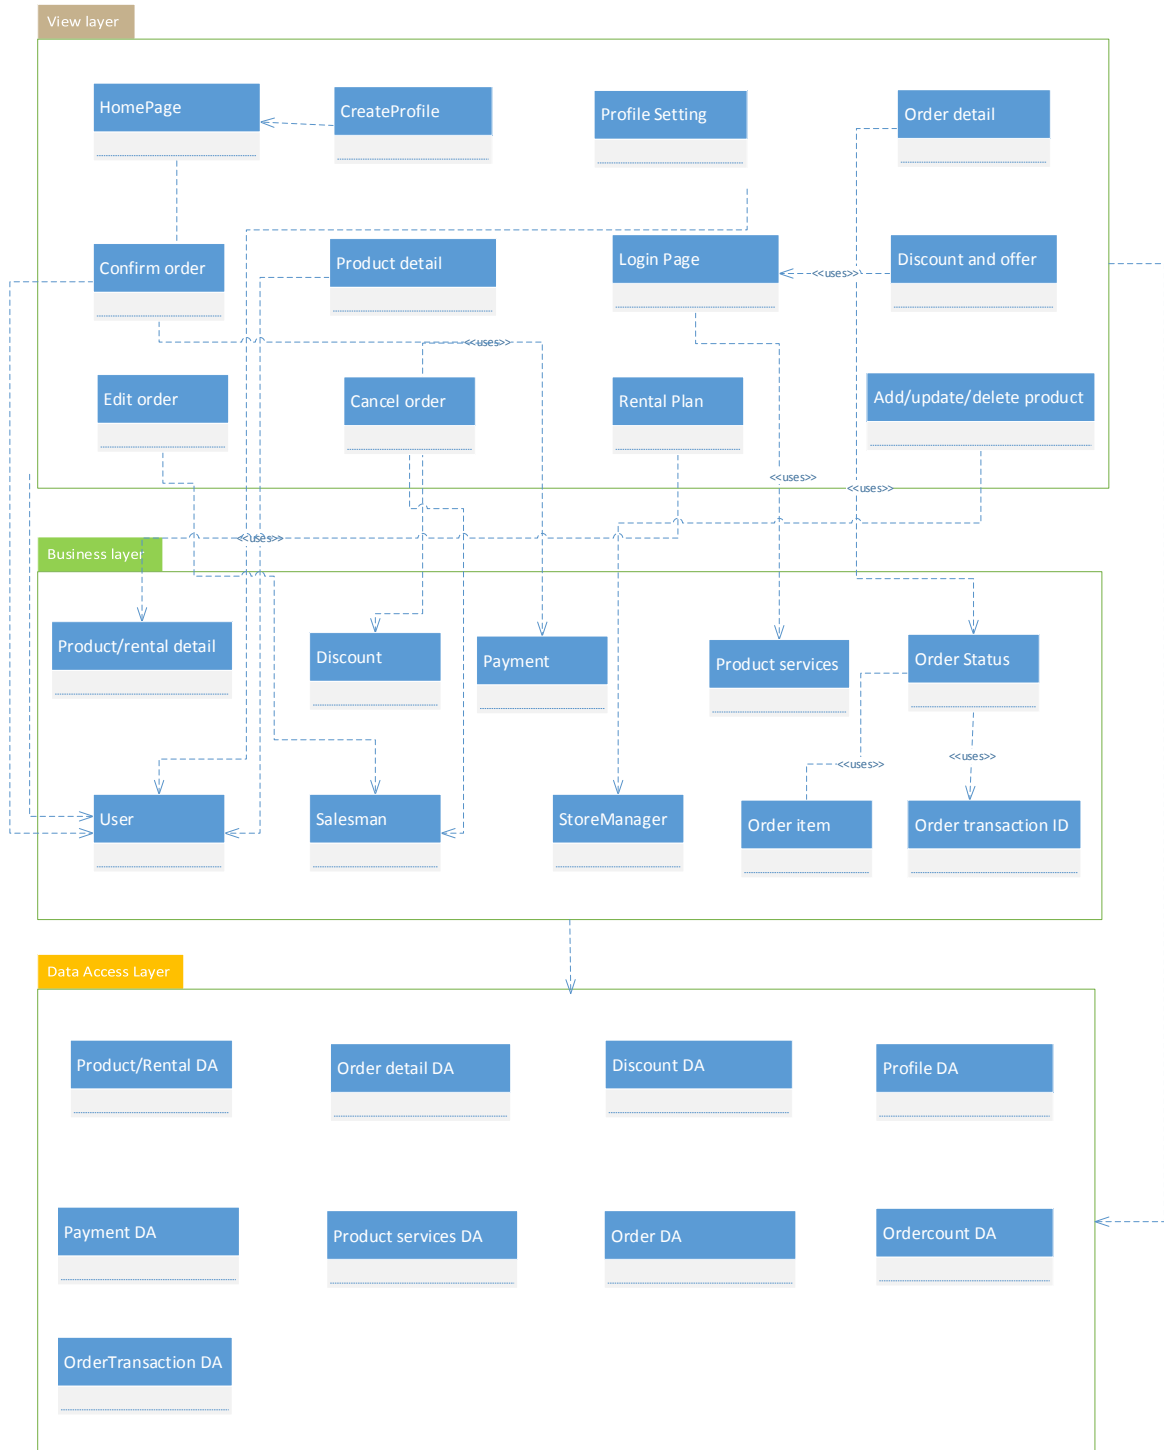 View layer
HomePage
CreateProfile
Profile Setting
Order detail
Confirm order
Product detail
Login Page
<<uses>>
Discount and offer
<<uses>>
Edit order
Cancel order
Rental Plan
Add/update/delete product
<<uses>>
<<uses>>
<<uses>>
Business layer
Product/rental detail
Discount
Payment
Product services
Order Status
<<uses>>
<<uses>>
User
Salesman
StoreManager
Order item
Order transaction ID
Data Access Layer
Product/Rental DA
Order detail DA
Discount DA
Profile DA
Payment DA
Product services DA
Order DA
Ordercount DA
OrderTransaction DA